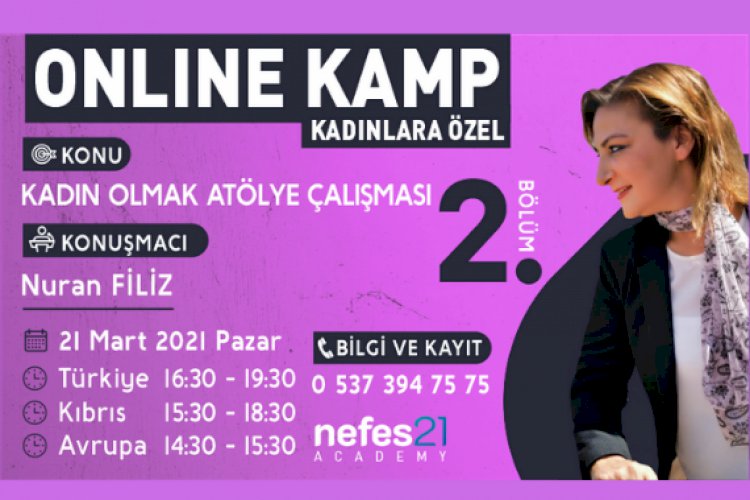 ONLINE KAMP
KADINLARA ÖZEL
KONU
KADIN OLMAK ATÖLYE ÇALIŞMASI
2.
BÖLÜM
KONUŞMACI
Nuran FİLİZ
21 Mart 2021 Pazar
Türkiye 16:30 - 19:30
Kıbrıs 15:30 - 18:30
Avrupa 14:30 - 15:30
BİLGİ VE KAYIT
0 537 394 75 75
nefes21
ACADEMY